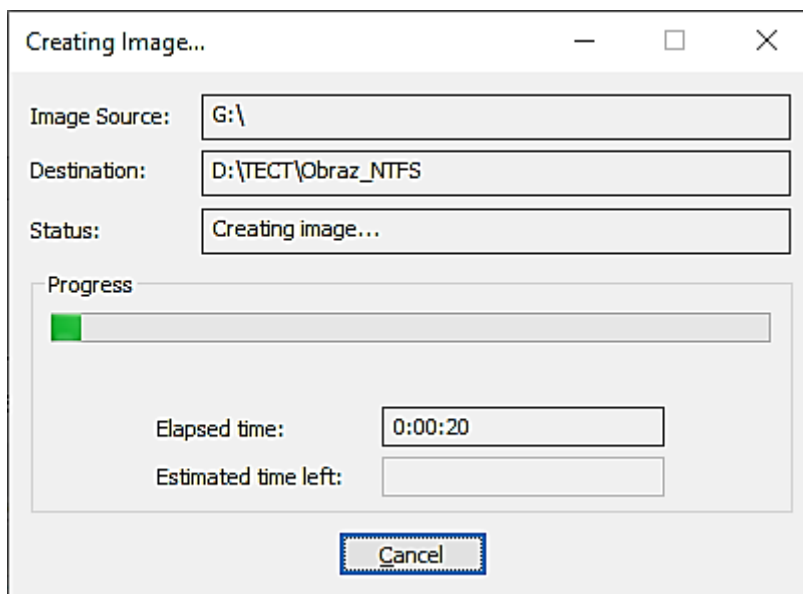 Creating Image...
Image Source: G:\
Destination: D:\TECT\Obraz_NTFS
Status: Creating image...
Progress
Elapsed time: 0:00:20
Estimated time left:
Cancel